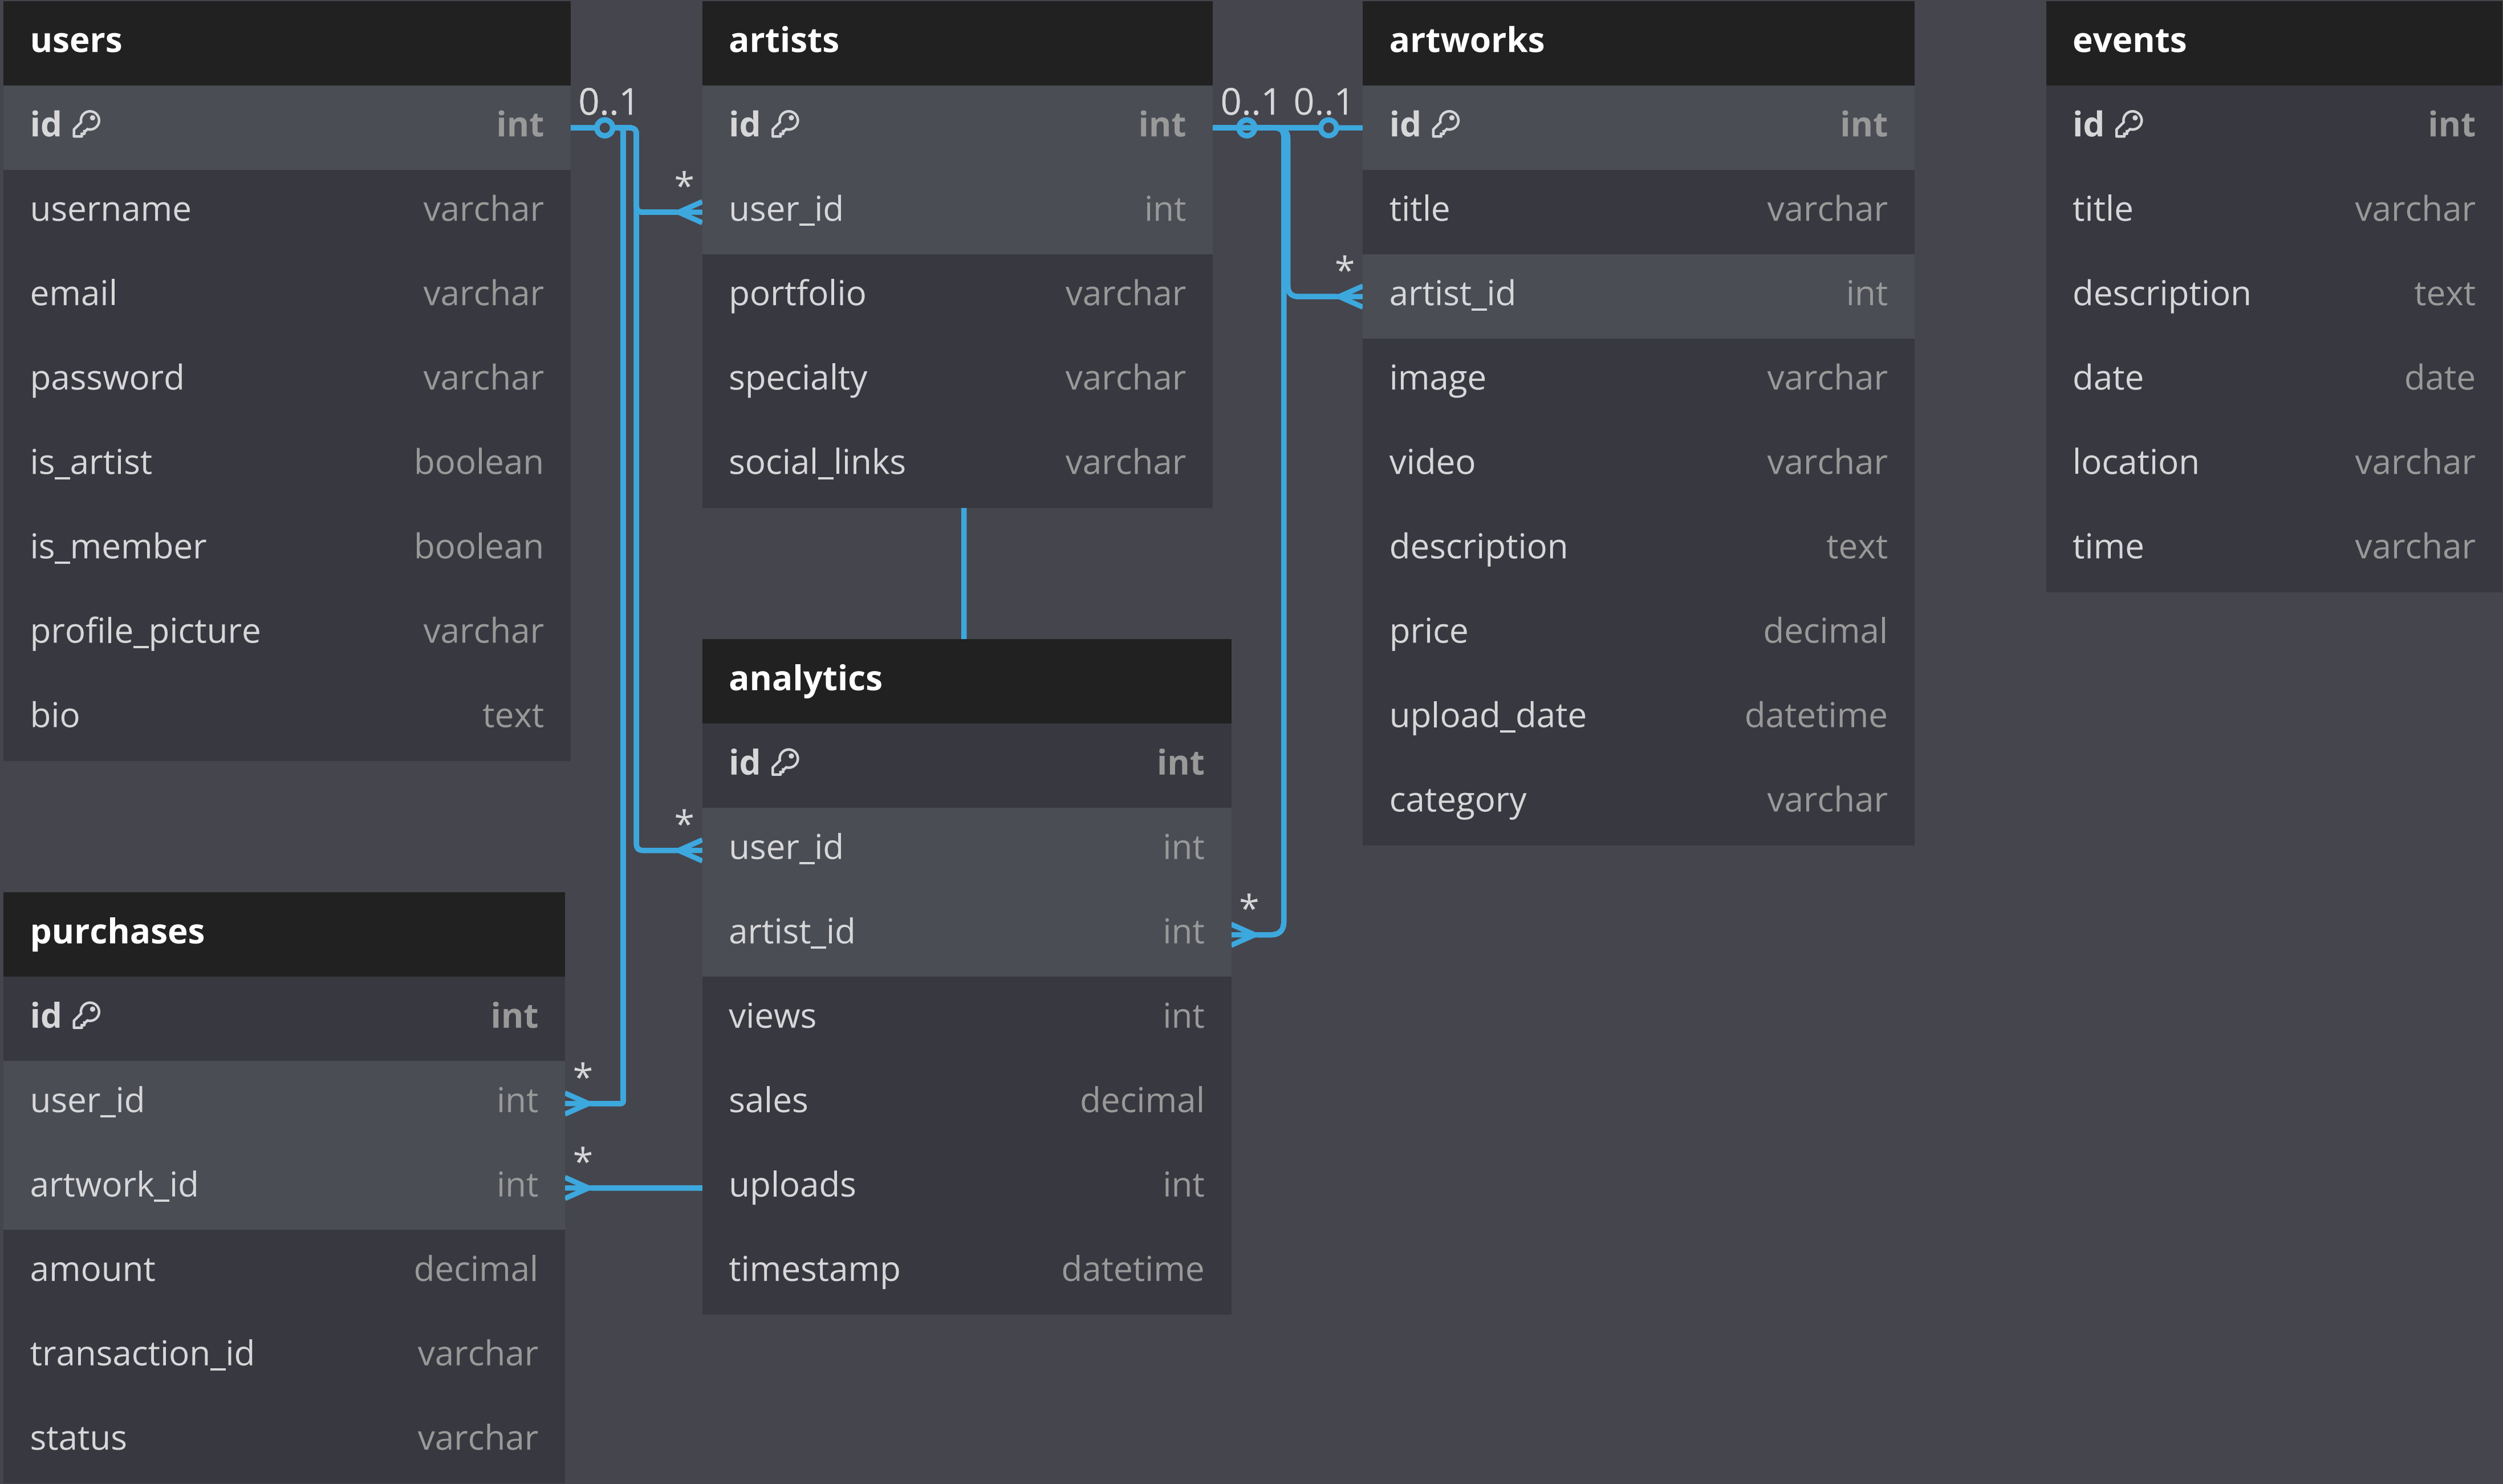 users
id int
username varchar
email varchar
password varchar
is_artist boolean
is_member boolean
profile_picture varchar
bio text
0..1
*
artists
id int
user_id int
portfolio varchar
specialty varchar
social_links varchar
0..1 0..1
*
artworks
id int
title varchar
artist_id int
image varchar
video varchar
description text
price decimal
upload_date datetime
category varchar
events
id int
title varchar
description text
date date
location varchar
time varchar
*
analytics
id int
user_id int
artist_id int
views int
sales decimal
uploads int
timestamp datetime
*
purchases
id int
user_id int
artwork_id int
amount decimal
transaction_id varchar
status varchar
*
*